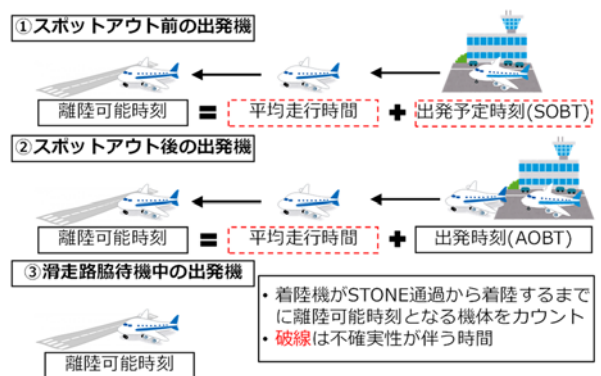 ①スポットアウト前の出発機
離陸可能時刻 = 平均走行時間 + 出発予定時刻(SOBT)
②スポットアウト後の出発機
離陸可能時刻 = 平均走行時間 + 出発時刻(AOBT)
③滑走路脇待機中の出発機
離陸可能時刻
・着陸機がSTONE通過から着陸するまで
に離陸可能時刻となる機体をカウント
・破線は不確実性が伴う時間